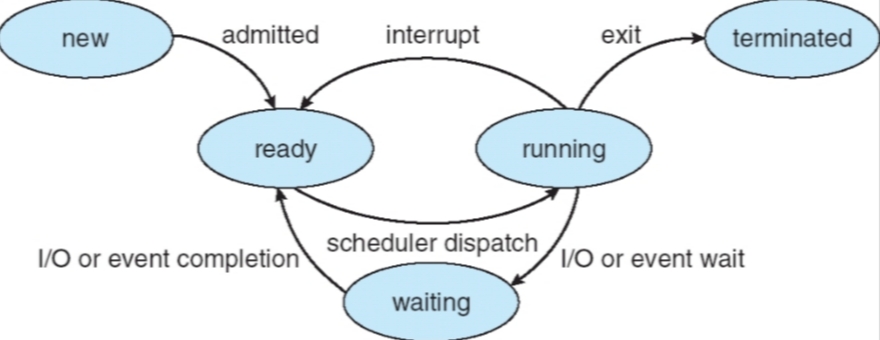 new
admitted
interrupt
exit
terminated
ready
running
scheduler dispatch
I/O or event completion
I/O or event wait
waiting